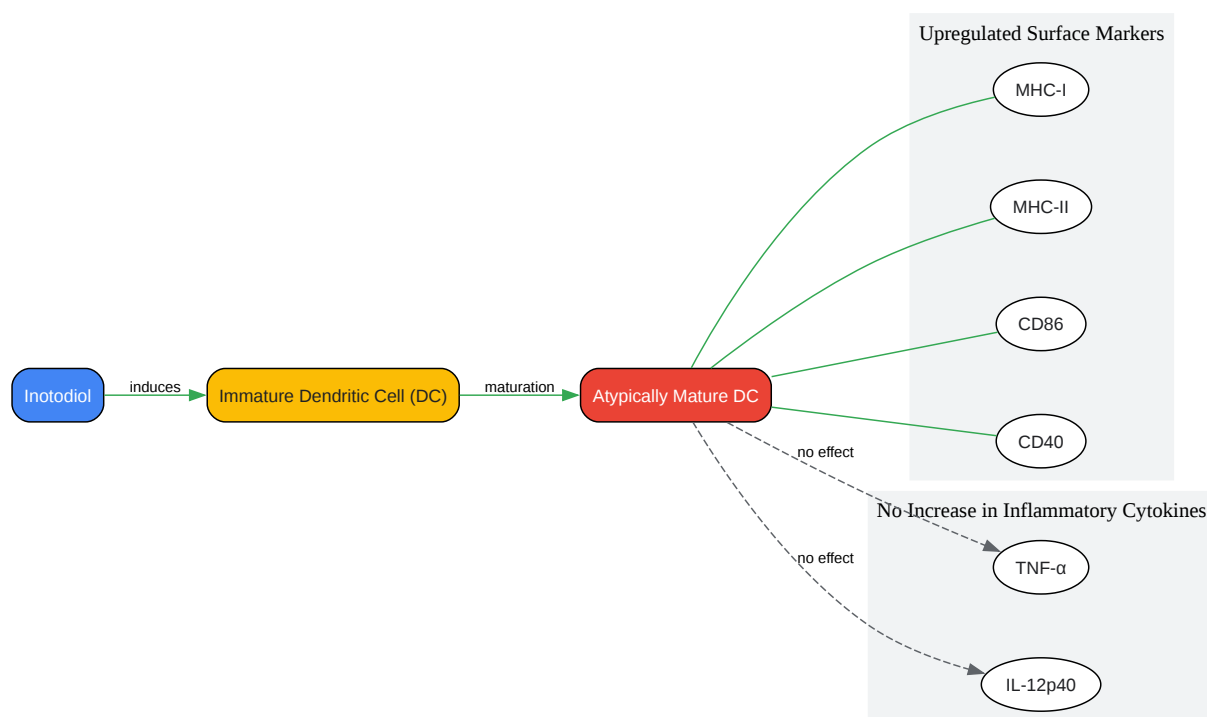 Upregulated Surface Markers
MHC-I
MHC-II
CD86
CD40
Inotodiol
induces
Immature Dendritic Cell (DC)
maturation
Atypically Mature DC
no effect
no effect
No Increase in Inflammatory Cytokines
TNF-α
IL-12p40